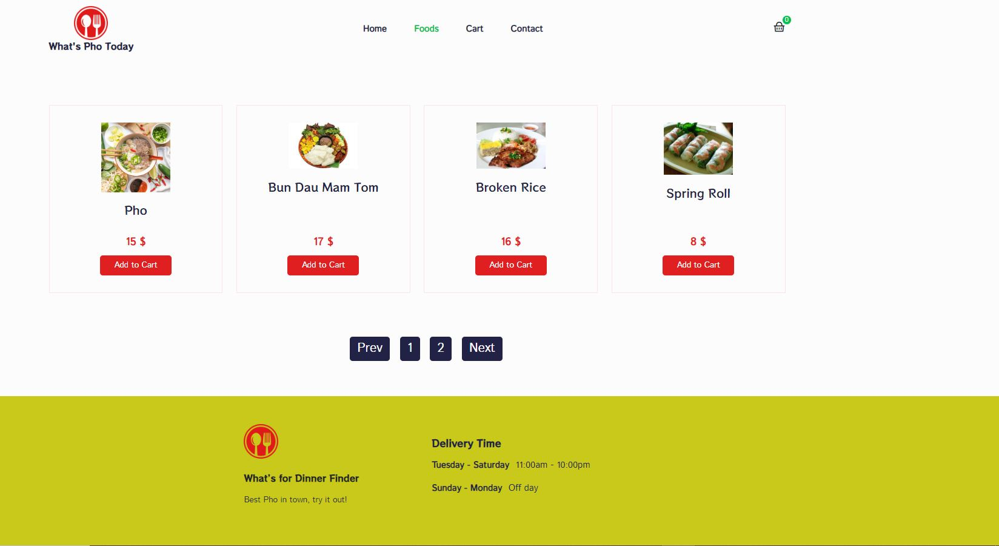 What's Pho Today
Home Foods Cart Contact
0
Pho
15 $
Add to Cart
Bun Dau Mam Tom
17 $
Add to Cart
Broken Rice
16 $
Add to Cart
Spring Roll
8 $
Add to Cart
Prev 1 2 Next
What's for Dinner Finder
Best Pho in town, try it out!
Delivery Time
Tuesday - Saturday 11:00am - 10:00pm
Sunday - Monday Off day